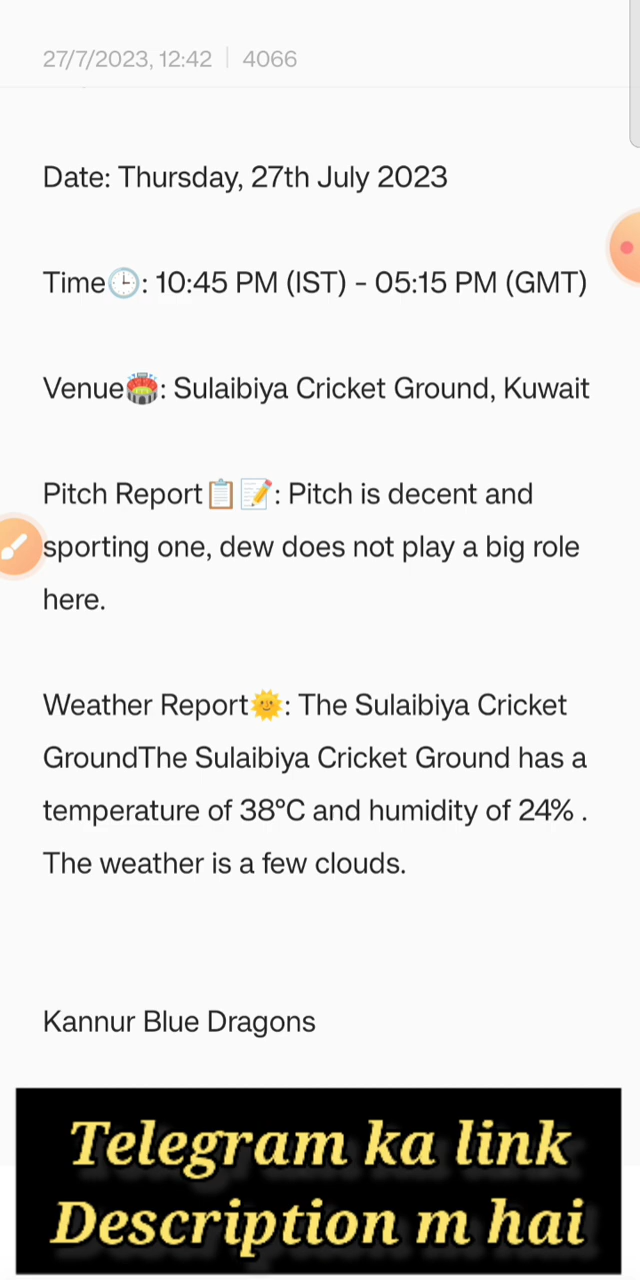 27/7/2023, 12:42 | 4066
Date: Thursday, 27th July 2023
Time🕒: 10:45 PM (IST) - 05:15 PM (GMT)
Venue🏟️: Sulaibiya Cricket Ground, Kuwait
Pitch Report📋📝: Pitch is decent and
sporting one, dew does not play a big role
here.
Weather Report🌞: The Sulaibiya Cricket
GroundThe Sulaibiya Cricket Ground has a
temperature of 38°C and humidity of 24% .
The weather is a few clouds.
Kannur Blue Dragons
Telegram ka link
Description m hai